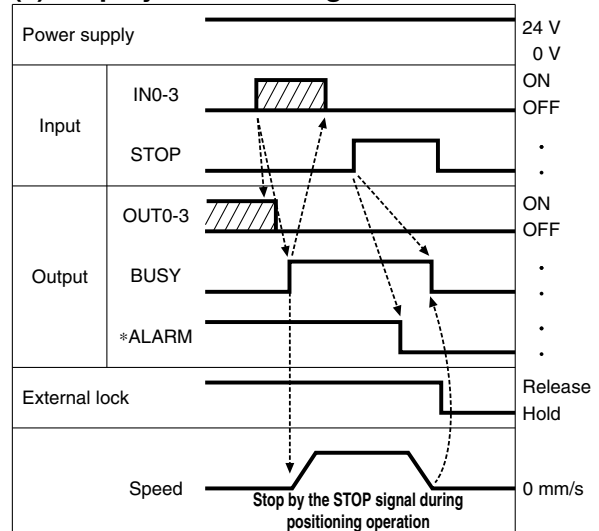 Power supply
24 V
0 V
Input
IN0-3
ON
OFF
STOP
Output
OUT0-3
ON
OFF
BUSY
*ALARM
External lock
Release
Hold
Speed
0 mm/s
Stop by the STOP signal during
positioning operation